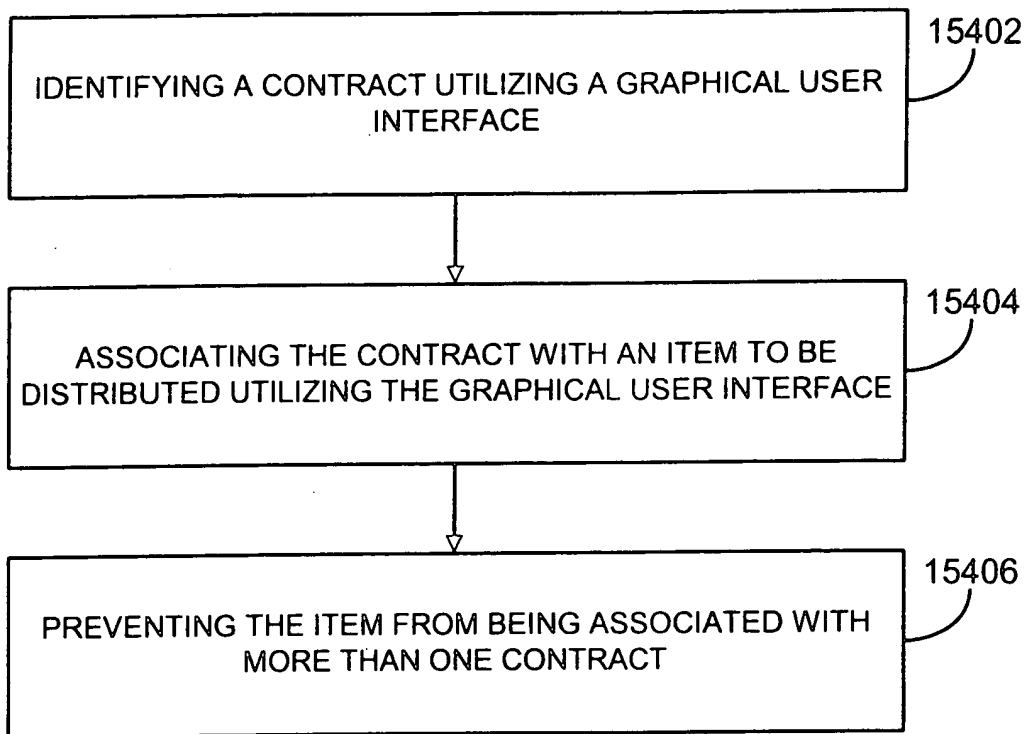 15402
IDENTIFYING A CONTRACT UTILIZING A GRAPHICAL USER
INTERFACE
15404
ASSOCIATING THE CONTRACT WITH AN ITEM TO BE
DISTRIBUTED UTILIZING THE GRAPHICAL USER INTERFACE
15406
PREVENTING THE ITEM FROM BEING ASSOCIATED WITH
MORE THAN ONE CONTRACT